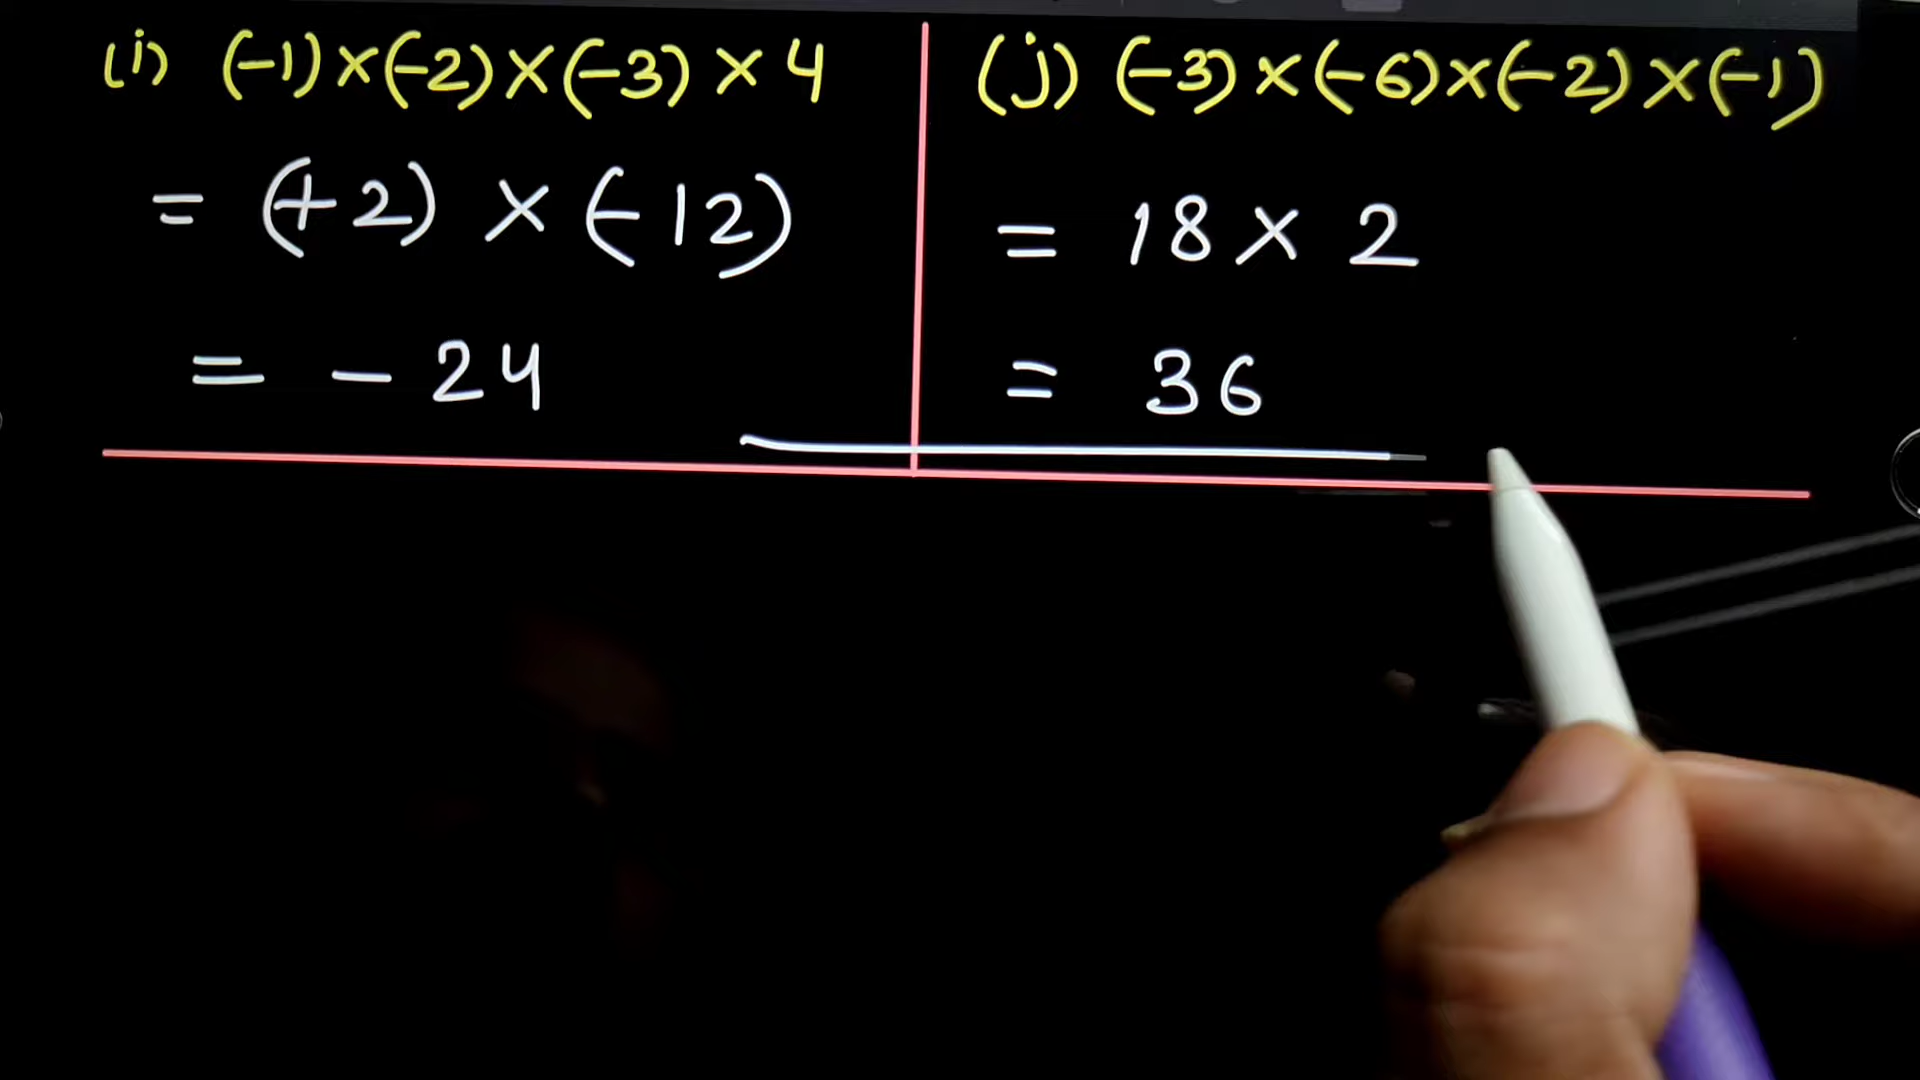 (i) (-1)×(-2)×(-3)×4
= (+2)×(-12)
= -24
(j) (-3)×(-6)×(-2)×(-1)
= 18×2
= 36